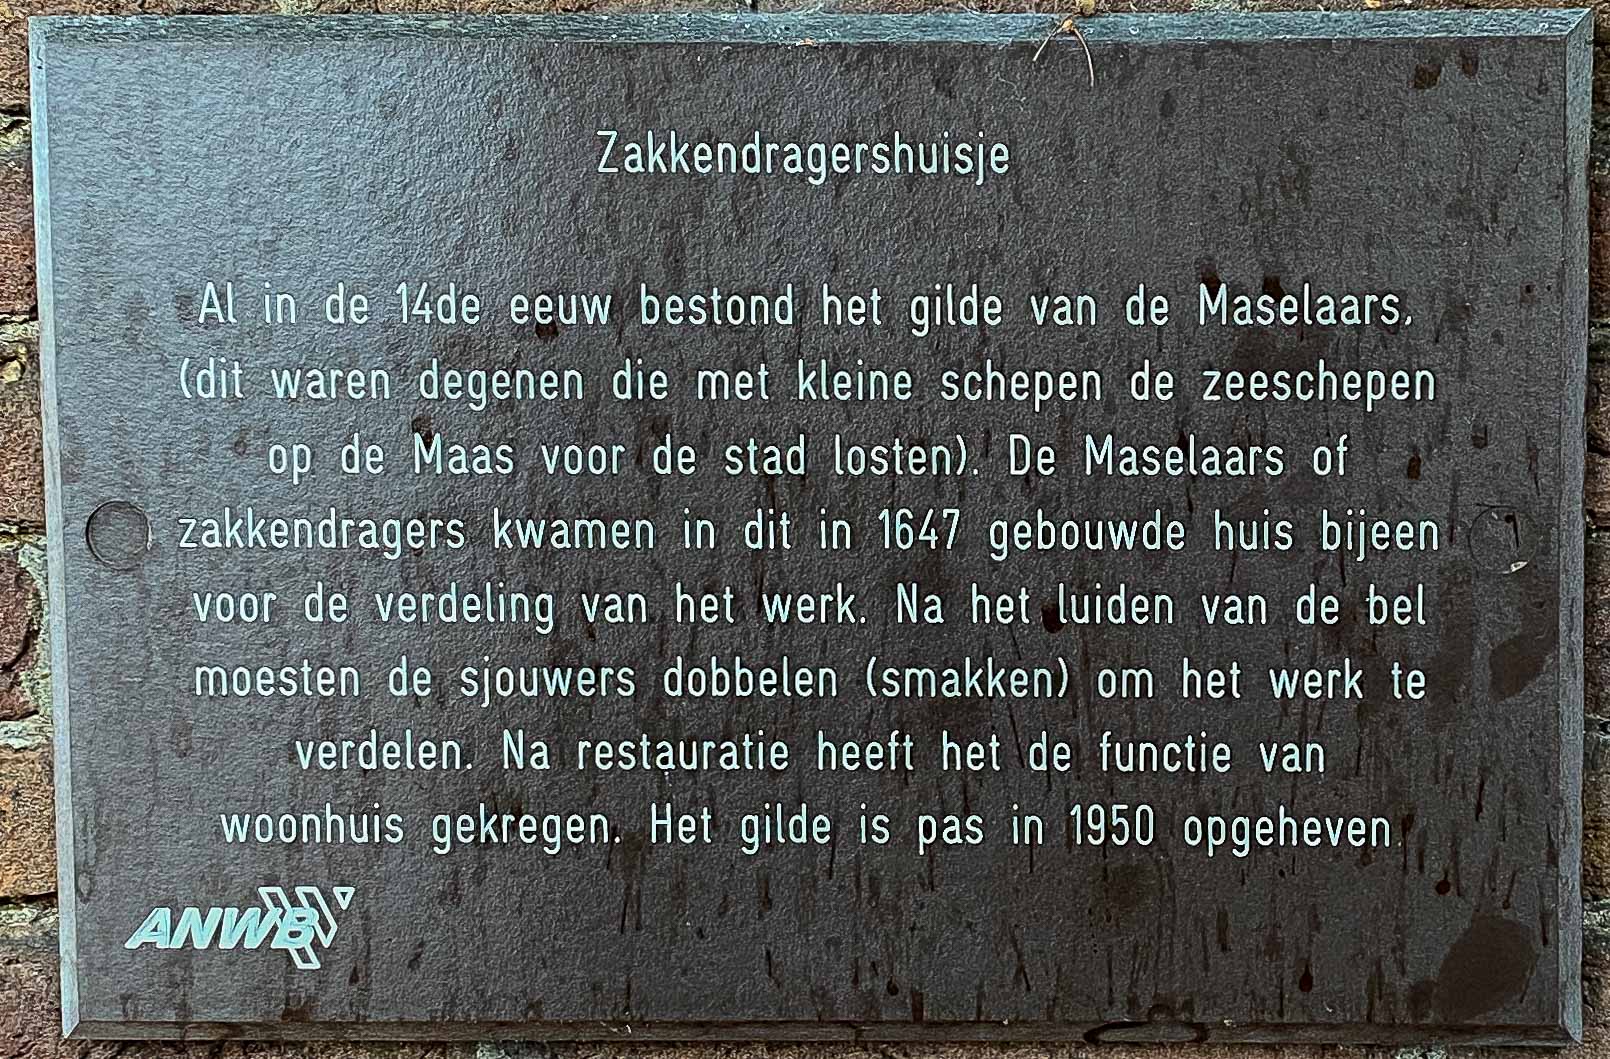 Zakkendragershuisje
Al in de 14de eeuw bestond het gilde van de Maselaars,
(dit waren degenen die met kleine schepen de zeeschepen
op de Maas voor de stad losten). De Maselaars of
zakkendragers kwamen in dit in 1647 gebouwde huis bijeen
voor de verdeling van het werk. Na het luiden van de bel
moesten de sjouwers dobbelen (smakken) om het werk te
verdelen. Na restauratie heeft het de functie van
woonhuis gekregen. Het gilde is pas in 1950 opgeheven.
ANWB